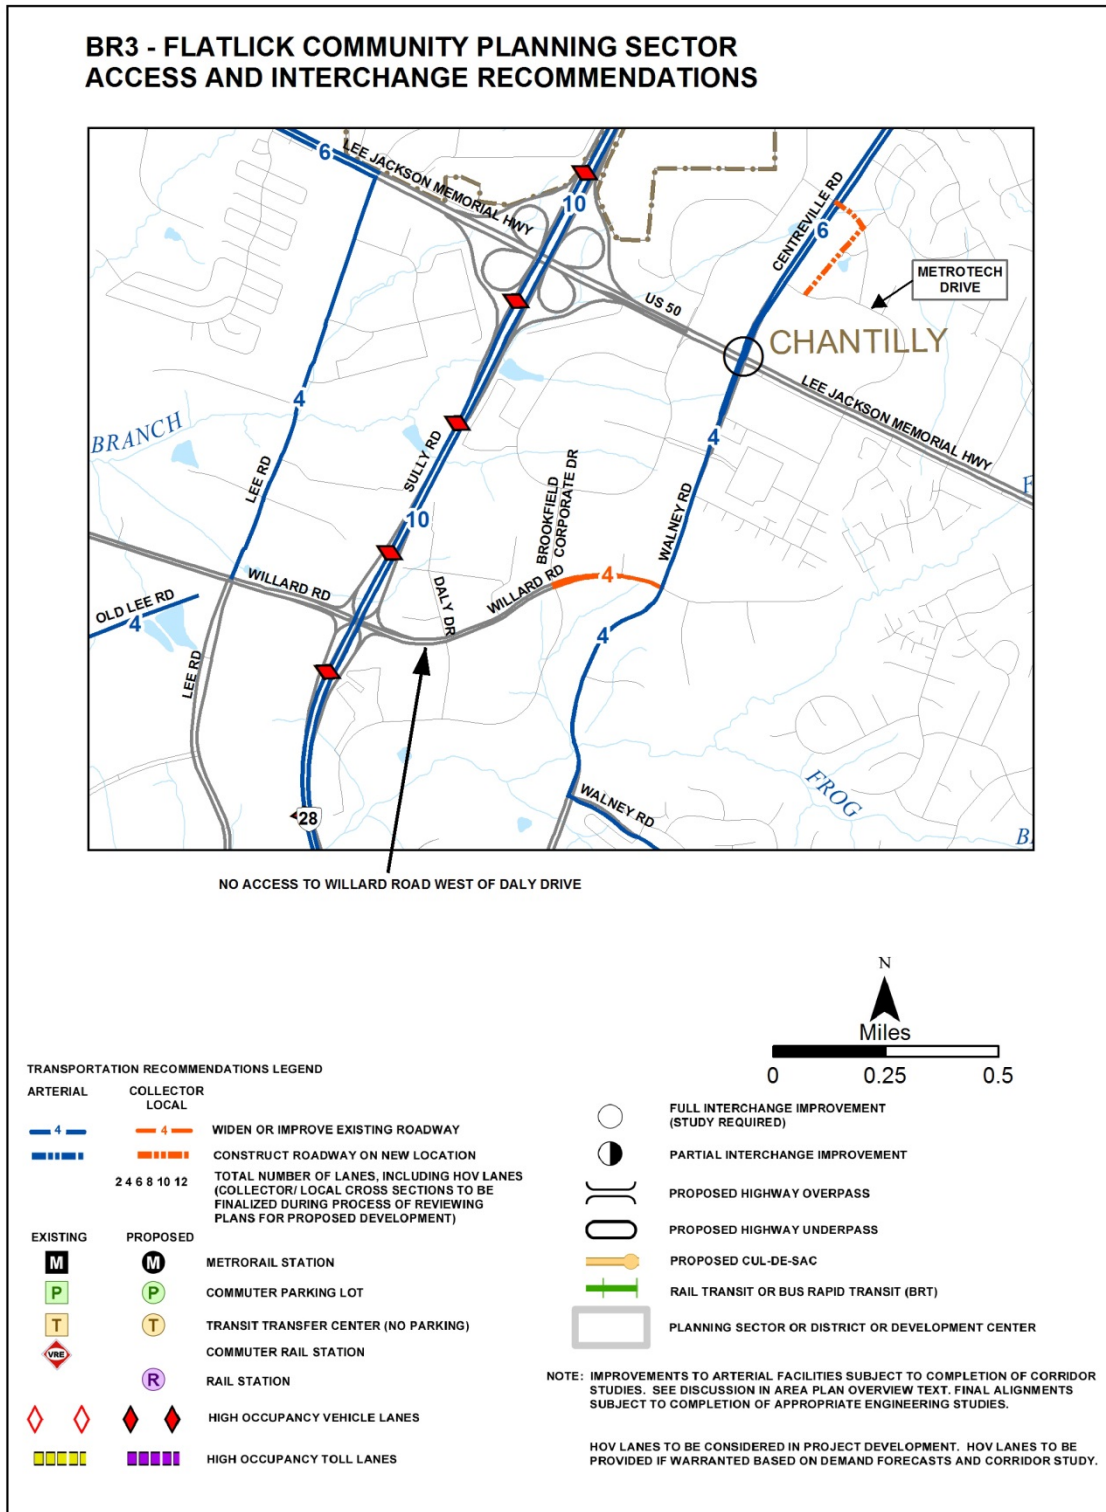 BR3 - FLATLICK COMMUNITY PLANNING SECTOR
ACCESS AND INTERCHANGE RECOMMENDATIONS
6
LEE JACKSON MEMORIAL HWY
10
CENTREVILLE RD
6
METROTECH
DRIVE
US 50
CHANTILLY
LEE JACKSON MEMORIAL HWY
4
BRANCH
LEE RD
SULLY RD
10
4
WALNEY RD
BROOKFIELD
CORPORATE DR
F
WILLARD RD
DALY DR
WILLARD RD
4
OLD LEE RD
4
4
LEE RD
28
WALNEY RD
FROG
B
NO ACCESS TO WILLARD ROAD WEST OF DALY DRIVE
N
Miles
0 0.25 0.5
TRANSPORTATION RECOMMENDATIONS LEGEND
ARTERIAL
COLLECTOR
LOCAL
4 4 WIDEN OR IMPROVE EXISTING ROADWAY
CONSTRUCT ROADWAY ON NEW LOCATION
2 4 6 8 10 12 TOTAL NUMBER OF LANES, INCLUDING HOV LANES
(COLLECTOR/ LOCAL CROSS SECTIONS TO BE
FINALIZED DURING PROCESS OF REVIEWING
PLANS FOR PROPOSED DEVELOPMENT)
EXISTING PROPOSED
M M METRORAIL STATION
P P COMMUTER PARKING LOT
T T TRANSIT TRANSFER CENTER (NO PARKING)
VRE COMMUTER RAIL STATION
R RAIL STATION
HIGH OCCUPANCY VEHICLE LANES
HIGH OCCUPANCY TOLL LANES
FULL INTERCHANGE IMPROVEMENT
(STUDY REQUIRED)
PARTIAL INTERCHANGE IMPROVEMENT
PROPOSED HIGHWAY OVERPASS
PROPOSED HIGHWAY UNDERPASS
PROPOSED CUL-DE-SAC
RAIL TRANSIT OR BUS RAPID TRANSIT (BRT)
PLANNING SECTOR OR DISTRICT OR DEVELOPMENT CENTER
NOTE: IMPROVEMENTS TO ARTERIAL FACILITIES SUBJECT TO COMPLETION OF CORRIDOR
STUDIES. SEE DISCUSSION IN AREA PLAN OVERVIEW TEXT. FINAL ALIGNMENTS
SUBJECT TO COMPLETION OF APPROPRIATE ENGINEERING STUDIES.
HOV LANES TO BE CONSIDERED IN PROJECT DEVELOPMENT. HOV LANES TO BE
PROVIDED IF WARRANTED BASED ON DEMAND FORECASTS AND CORRIDOR STUDY.